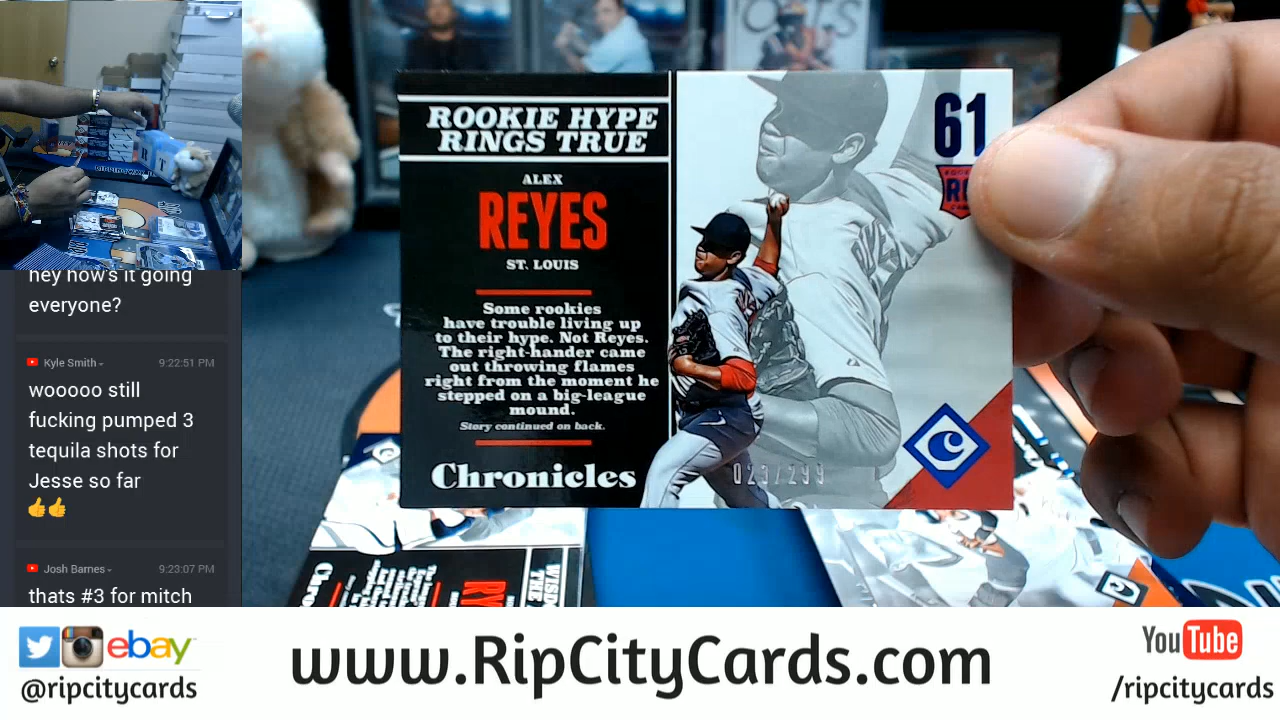 hey how's it going
everyone?
Kyle Smith
9:22:51 PM
wooooo still
fucking pumped 3
tequila shots for
Jesse so far
👍👍
Josh Barnes
9:23:07 PM
thats #3 for mitch
ROOKIE HYPE
RINGS TRUE
ALEX
REYES
ST. LOUIS
Some rookies
have trouble living up
to their hype. Not Reyes.
The right-hander came
out throwing flames
right from the moment he
stepped on a big-league
mound.
Story continued on back.
Chronicles
61
023/299
C
ebay
@ripcitycards
www.RipCityCards.com
YouTube
/ripcitycards